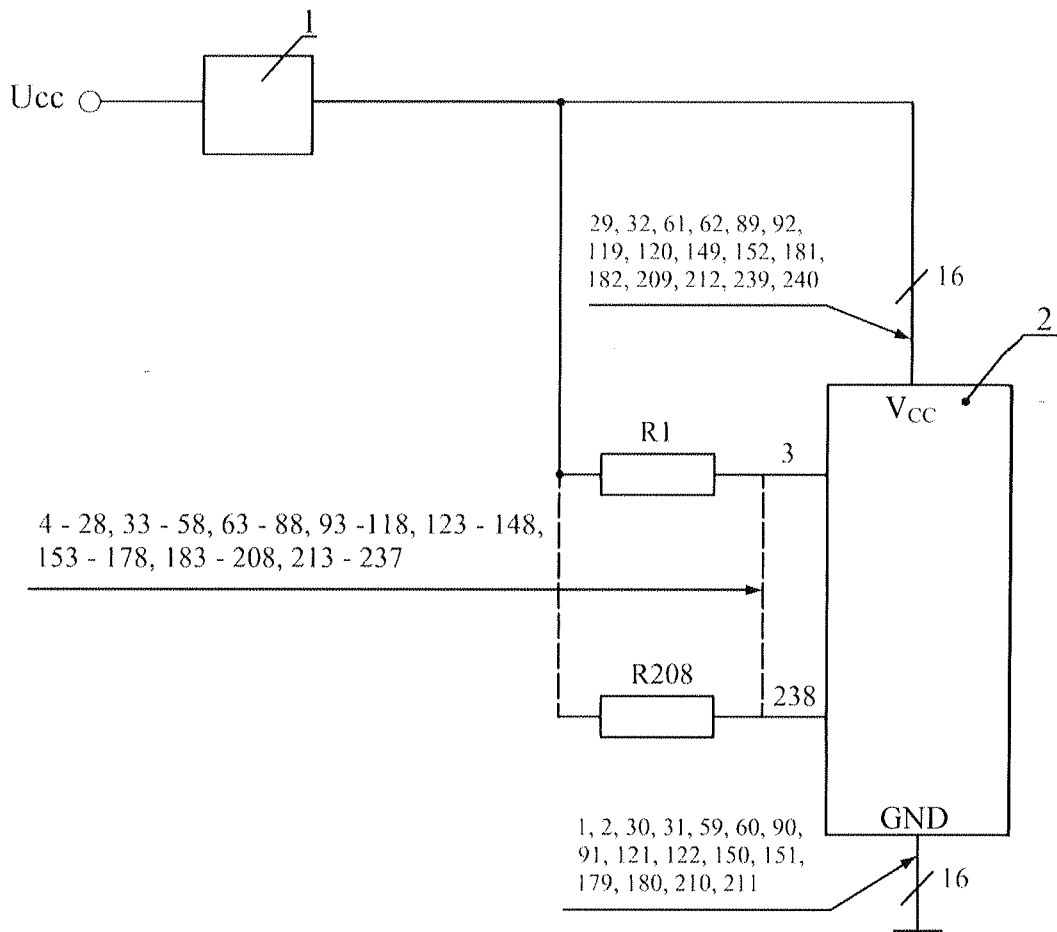 1
Ucc
29, 32, 61, 62, 89, 92,
119, 120, 149, 152, 181,
182, 209, 212, 239, 240
16
2
VCC
R1
3
4 - 28, 33 - 58, 63 - 88, 93 -118, 123 - 148,
153 - 178, 183 - 208, 213 - 237
R208
238
GND
1, 2, 30, 31, 59, 60, 90,
91, 121, 122, 150, 151,
179, 180, 210, 211
16